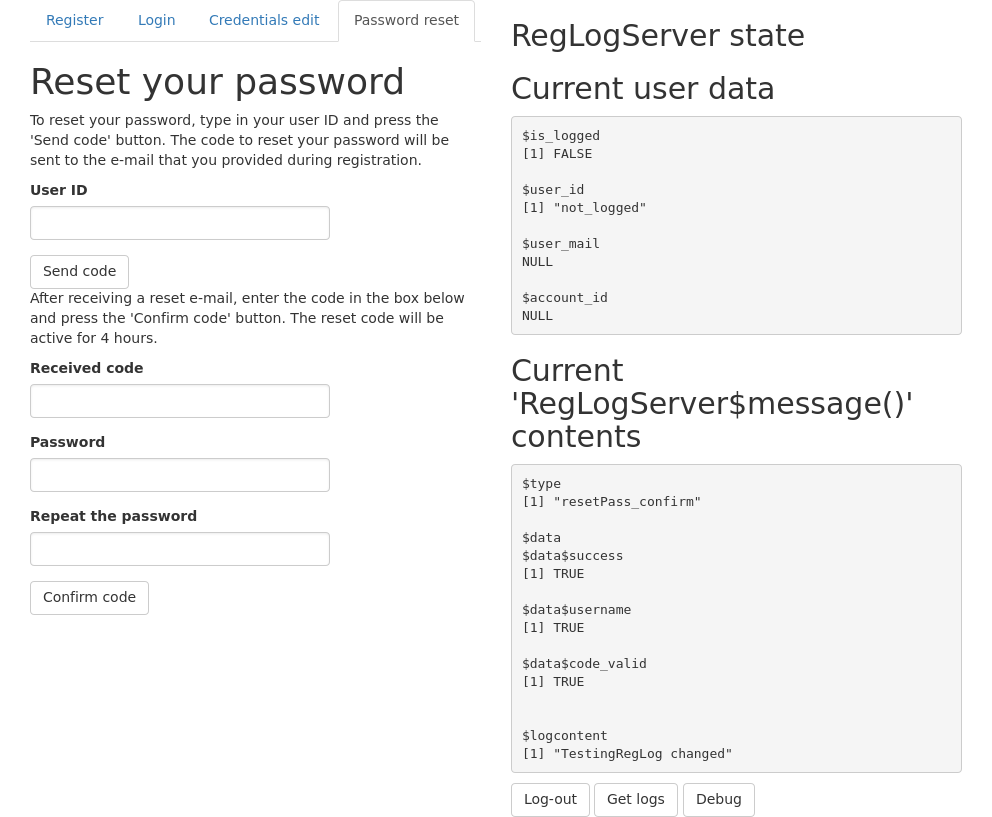 Register
Login
Credentials edit
Password reset
Reset your password
To reset your password, type in your user ID and press the
'Send code' button. The code to reset your password will be
sent to the e-mail that you provided during registration.
User ID
Send code
After receiving a reset e-mail, enter the code in the box below
and press the 'Confirm code' button. The reset code will be
active for 4 hours.
Received code
Password
Repeat the password
Confirm code
RegLogServer state
Current user data
$is_logged
[1] FALSE
$user_id
[1] "not_logged"
$user_mail
NULL
$account_id
NULL
Current
'RegLogServer$message()'
contents
$type
[1] "resetPass_confirm"
$data
$data$success
[1] TRUE
$data$username
[1] TRUE
$data$code_valid
[1] TRUE
$logcontent
[1] "TestingRegLog changed"
Log-out
Get logs
Debug